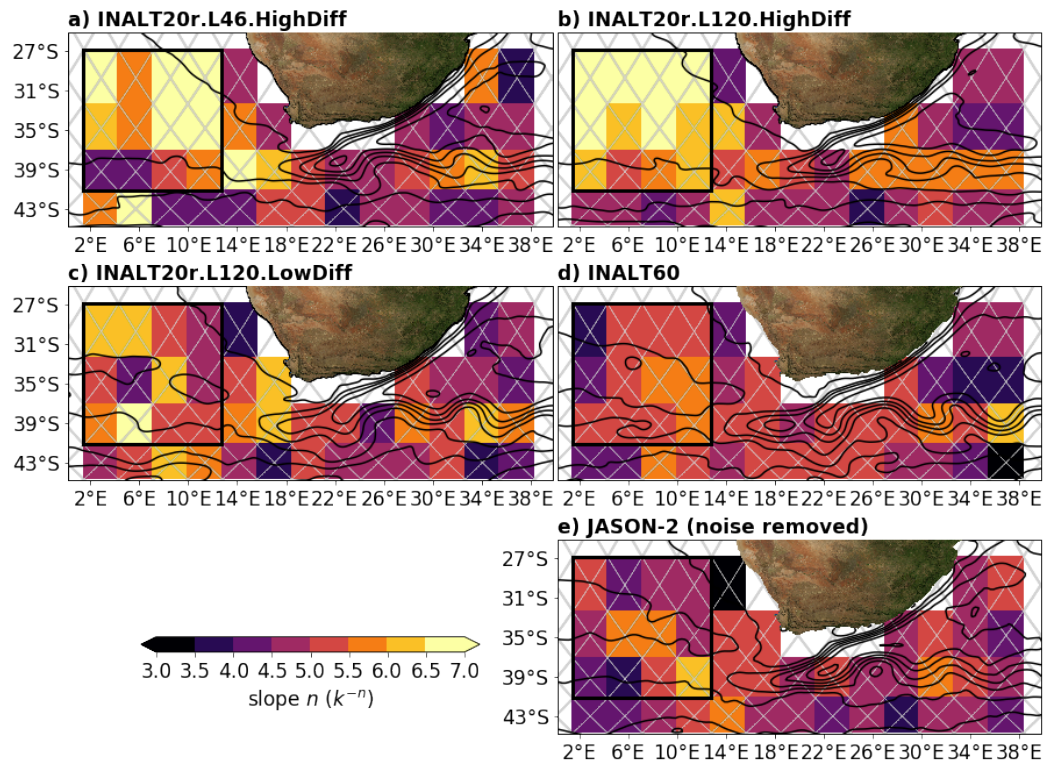 a) INALT20r.L46.HighDiff
b) INALT20r.L120.HighDiff
27°S
31°S
35°S
39°S
43°S
2°E 6°E 10°E 14°E 18°E 22°E 26°E 30°E 34°E 38°E
2°E 6°E 10°E 14°E 18°E 22°E 26°E 30°E 34°E 38°E
c) INALT20r.L120.LowDiff
d) INALT60
27°S
31°S
35°S
39°S
43°S
2°E 6°E 10°E 14°E 18°E 22°E 26°E 30°E 34°E 38°E
2°E 6°E 10°E 14°E 18°E 22°E 26°E 30°E 34°E 38°E
e) JASON-2 (noise removed)
27°S
31°S
35°S
39°S
43°S
2°E 6°E 10°E 14°E 18°E 22°E 26°E 30°E 34°E 38°E
3.0 3.5 4.0 4.5 5.0 5.5 6.0 6.5 7.0
slope n (k⁻ⁿ)